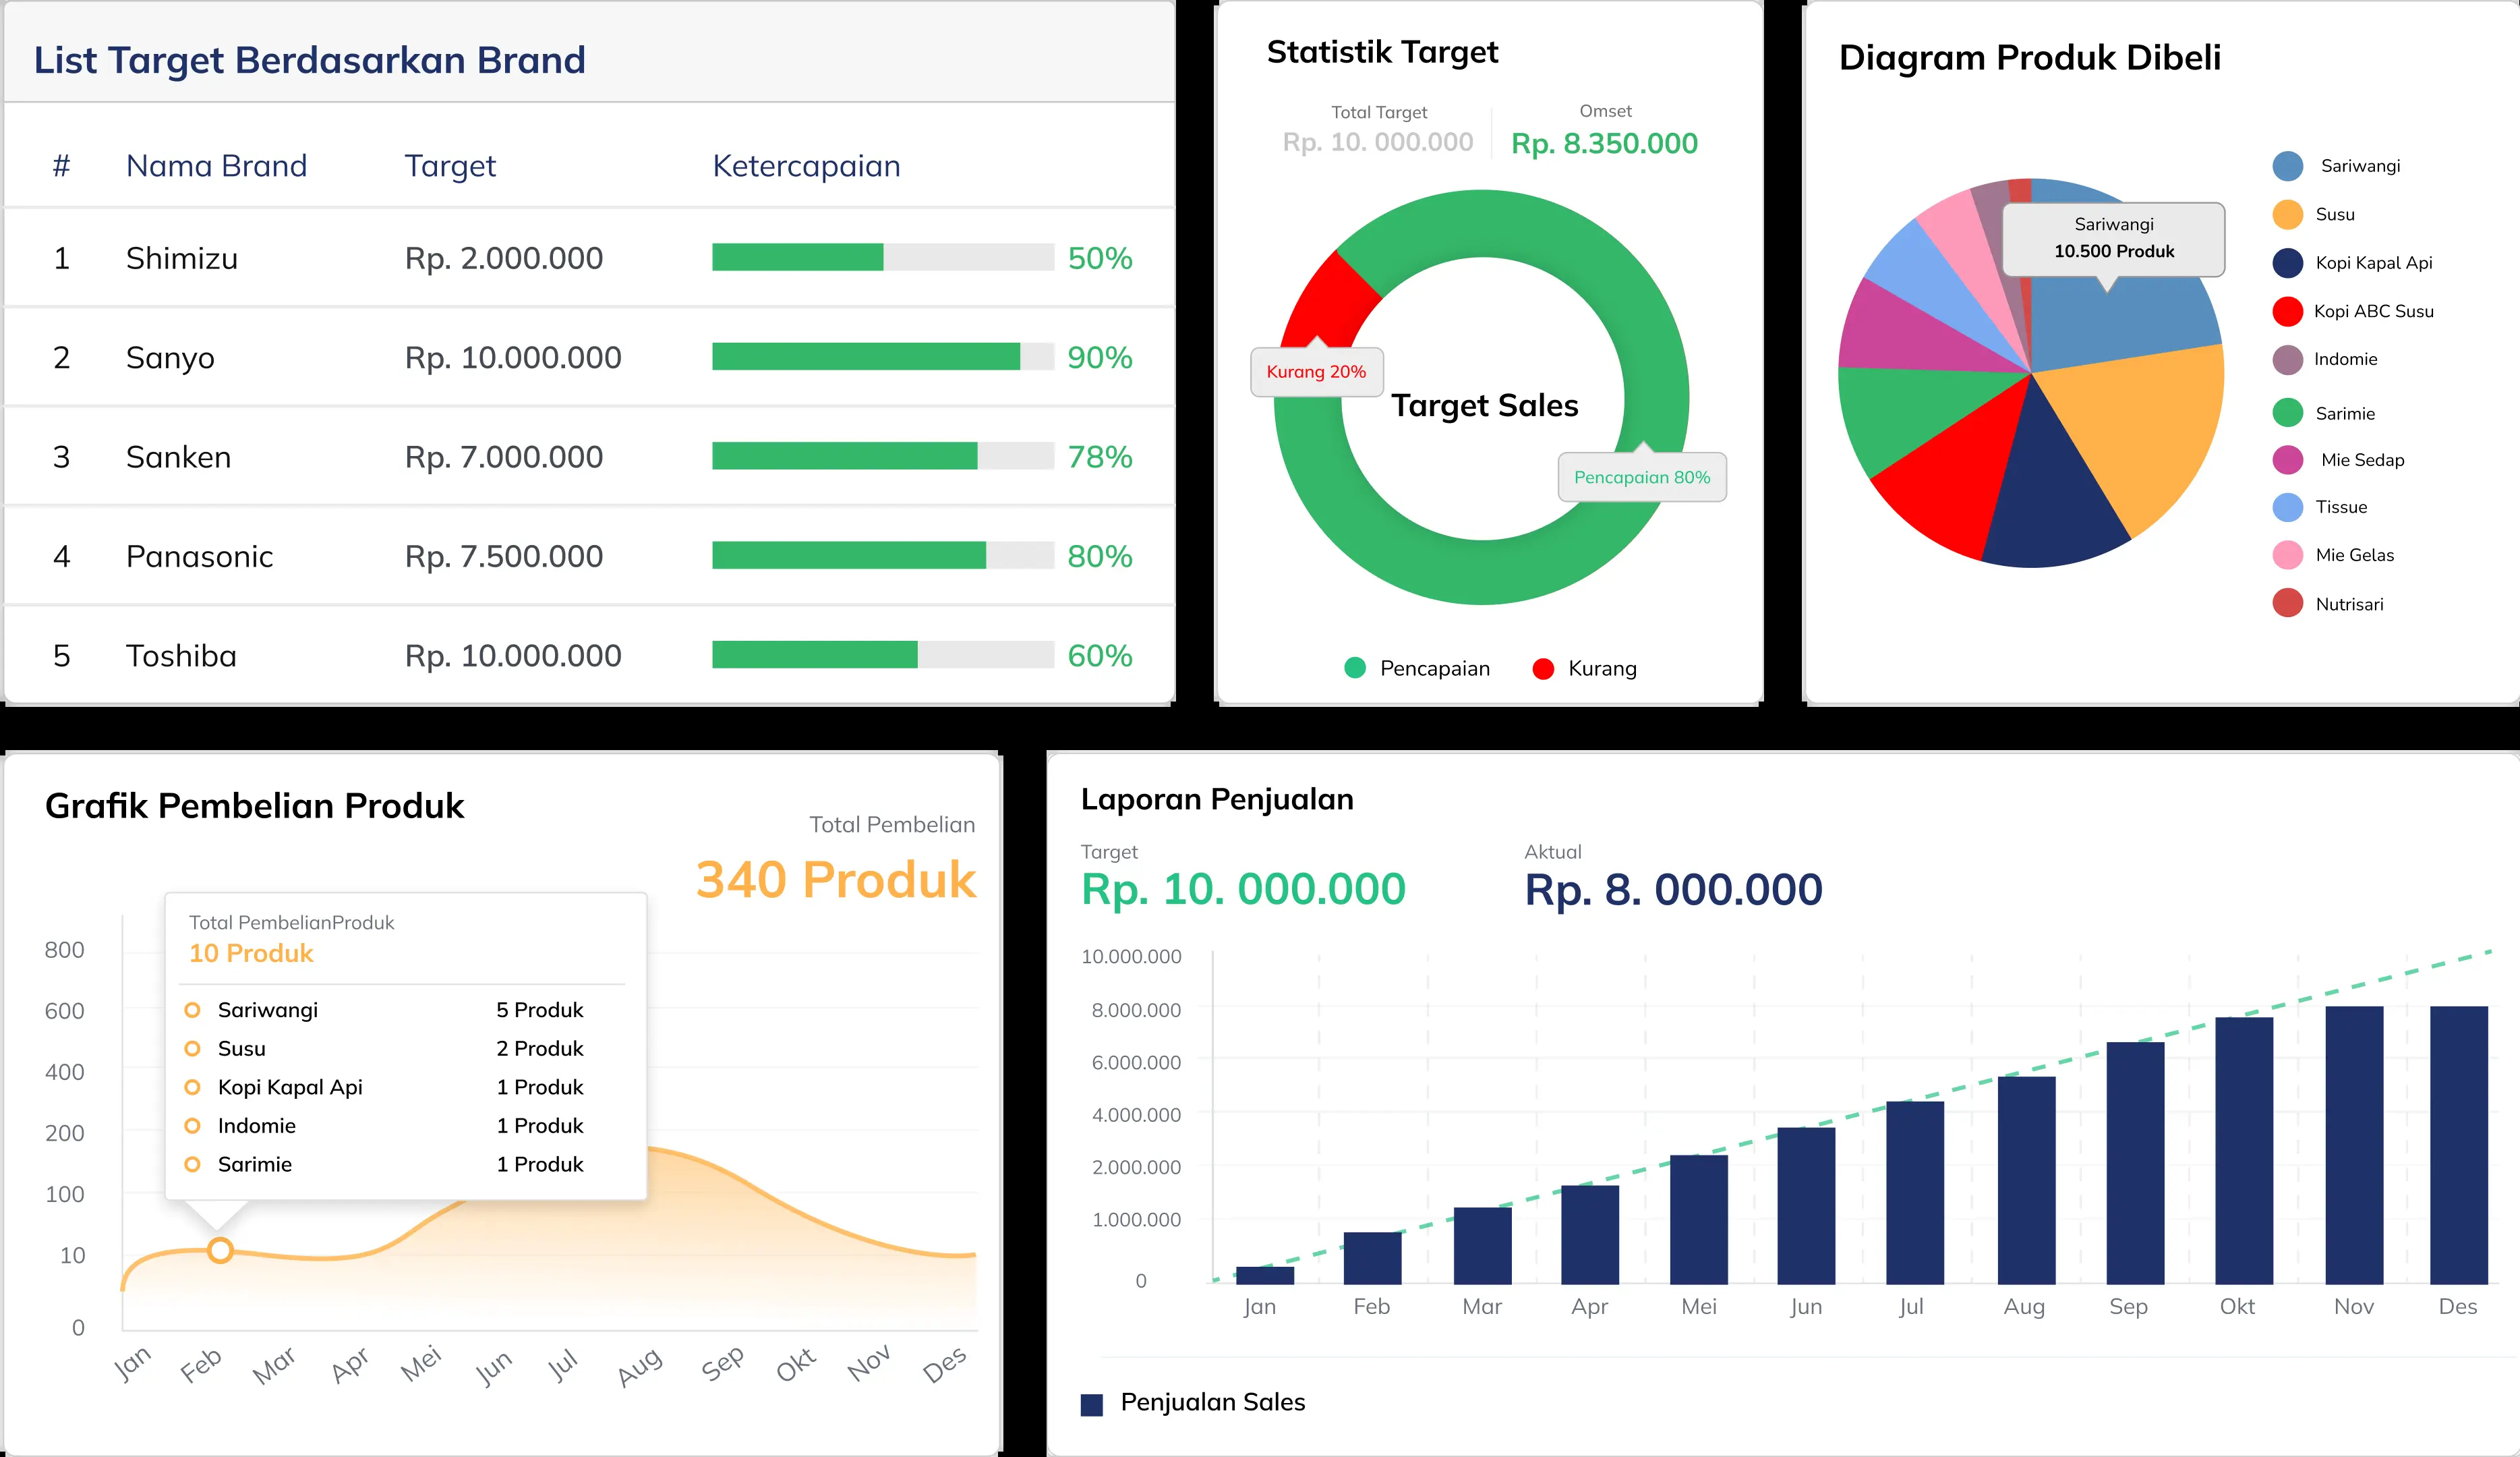 List Target Berdasarkan Brand
# Nama Brand Target Ketercapaian
1 Shimizu Rp. 2.000.000 50%
2 Sanyo Rp. 10.000.000 90%
3 Sanken Rp. 7.000.000 78%
4 Panasonic Rp. 7.500.000 80%
5 Toshiba Rp. 10.000.000 60%
Statistik Target
Total Target
Rp. 10. 000.000
Omset
Rp. 8.350.000
Kurang 20%
Target Sales
Pencapaian 80%
Pencapaian Kurang
Diagram Produk Dibeli
Sariwangi
10.500 Produk
Sariwangi
Susu
Kopi Kapal Api
Kopi ABC Susu
Indomie
Sarimie
Mie Sedap
Tissue
Mie Gelas
Nutrisari
Grafik Pembelian Produk
Total Pembelian
340 Produk
Total PembelianProduk
10 Produk
Sariwangi 5 Produk
Susu 2 Produk
Kopi Kapal Api 1 Produk
Indomie 1 Produk
Sarimie 1 Produk
800
600
400
200
100
10
0
Jan Feb Mar Apr Mei Jun Jul Aug Sep Okt Nov Des
Laporan Penjualan
Target
Rp. 10. 000.000
Aktual
Rp. 8. 000.000
10.000.000
8.000.000
6.000.000
4.000.000
2.000.000
1.000.000
0
Jan Feb Mar Apr Mei Jun Jul Aug Sep Okt Nov Des
Penjualan Sales